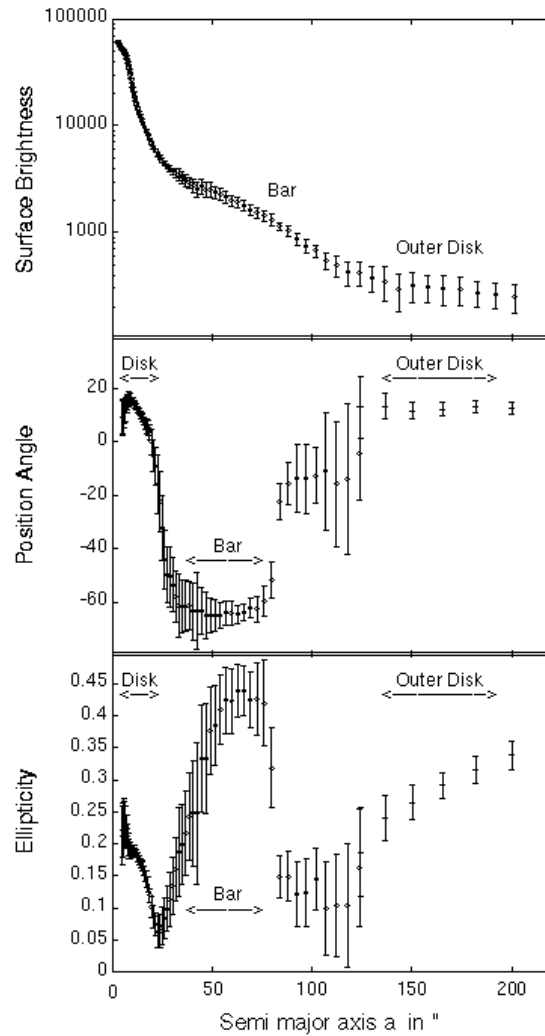 100000
10000
1000
Surface Brightness
Bar
Outer Disk
20
0
-20
-40
-60
Position Angle
Disk
Outer Disk
Bar
0.45
0.4
0.35
0.3
0.25
0.2
0.15
0.1
0.05
0
Ellipticity
Disk
Outer Disk
Bar
0 50 100 150 200
Semi major axis a in "